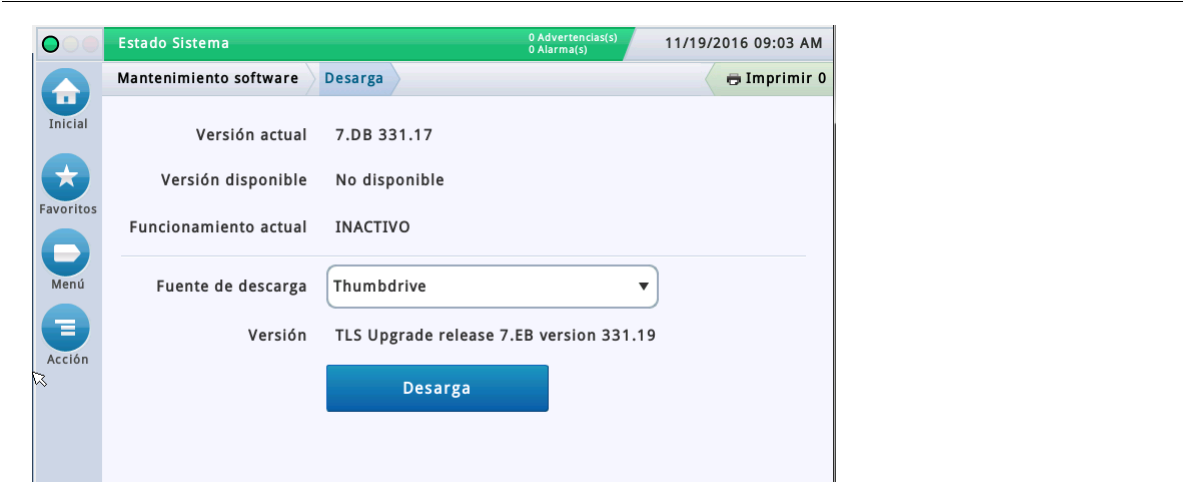 Estado Sistema
0 Advertencias(s)
0 Alarma(s)
11/19/2016 09:03 AM
Mantenimiento software
Desarga
Imprimir 0
Inicial
Favoritos
Menú
Acción
Versión actual 7.DB 331.17
Versión disponible No disponible
Funcionamiento actual INACTIVO
Fuente de descarga Thumbdrive
Versión TLS Upgrade release 7.EB version 331.19
Desarga